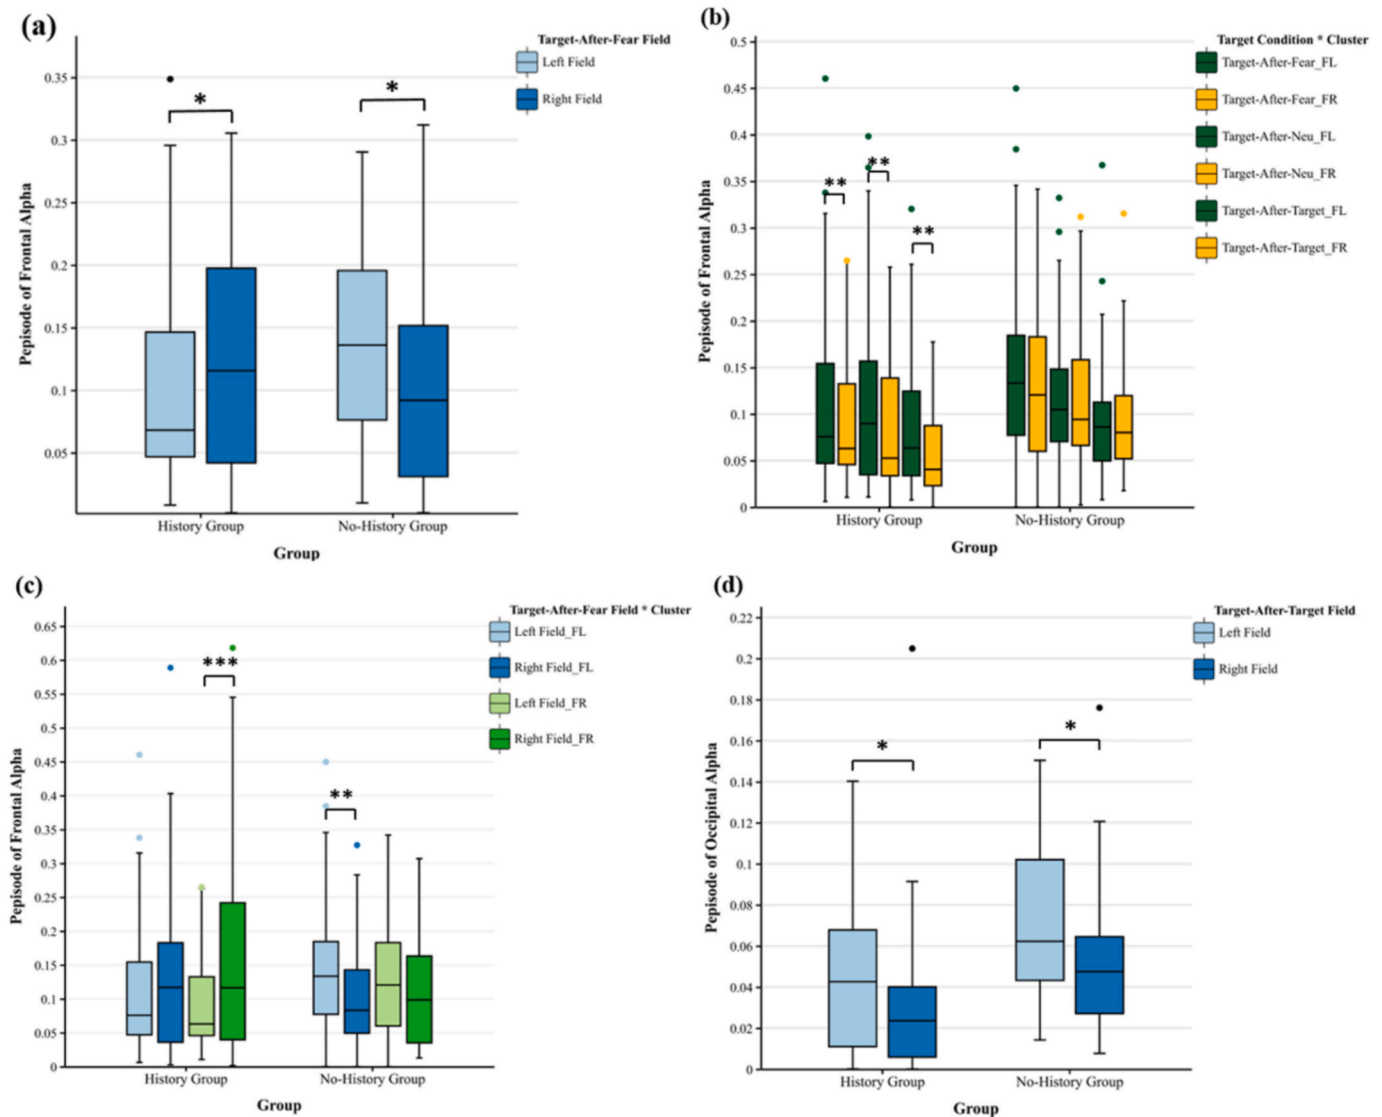 (a)
Target-After-Fear Field
Left Field
Right Field
Pepisode of Frontal Alpha
0.35
0.3
0.25
0.2
0.15
0.1
0.05
*
*
History Group
No-History Group
Group
(b)
Target Condition * Cluster
Target-After-Fear_FL
Target-After-Fear_FR
Target-After-Neu_FL
Target-After-Neu_FR
Target-After-Target_FL
Target-After-Target_FR
Pepisode of Frontal Alpha
0.5
0.45
0.4
0.35
0.3
0.25
0.2
0.15
0.1
0.05
0
**
**
**
History Group
No-History Group
Group
(c)
Target-After-Fear Field * Cluster
Left Field_FL
Right Field_FL
Left Field_FR
Right Field_FR
Pepisode of Frontal Alpha
0.65
0.6
0.55
0.5
0.45
0.4
0.35
0.3
0.25
0.2
0.15
0.1
0.05
0
***
**
History Group
No-History Group
Group
(d)
Target-After-Target Field
Left Field
Right Field
Pepisode of Occipital Alpha
0.22
0.2
0.18
0.16
0.14
0.12
0.1
0.08
0.06
0.04
0.02
0
*
*
History Group
No-History Group
Group